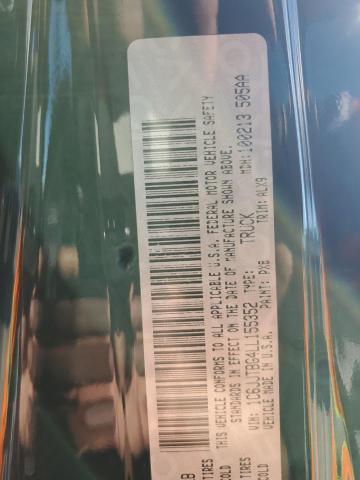 THIS VEHICLE CONFORMS TO ALL APPLICABLE U.S.A. FEDERAL MOTOR VEHICLE SAFETY
STANDARDS IN EFFECT ON THE DATE OF MANUFACTURE SHOWN ABOVE.
VIN: 1C6JJTBG4LL155352 TYPE: TRUCK MDH: 100213 505AA
PAINT: PXB TRIM: ALX9
VEHICLE MADE IN U.S.A.
TIRES
COLD
TIRES
COLD